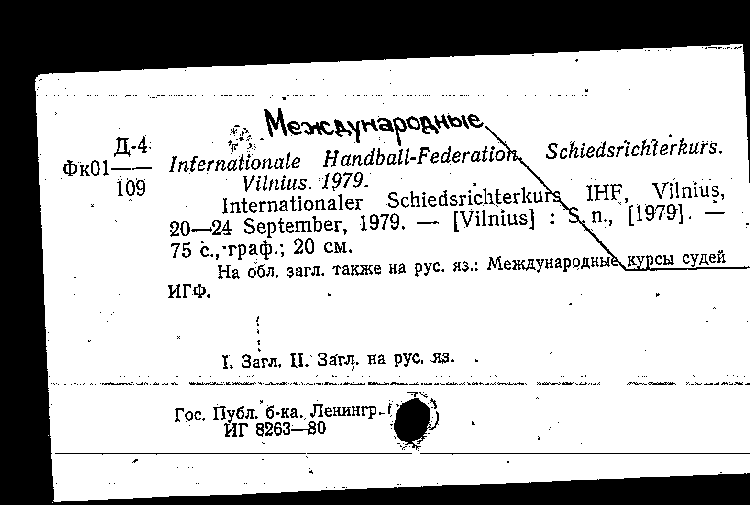 Международные
Д-4
Фк01
109
Internationale Handball-Federation. Schiedsrichterkurs.
Vilnius. 1979.
Internationaler Schiedsrichterkurs IHF, Vilnius,
20—24 September, 1979. — [Vilnius] : S. n., [1979]. —
75 с., граф.; 20 см.
На обл. загл. также на рус. яз.: Международные курсы судей
ИГФ.
I. Загл. II. Загл. на рус. яз.
Гос. Публ. б-ка. Ленингр.
ИГ 8263—80